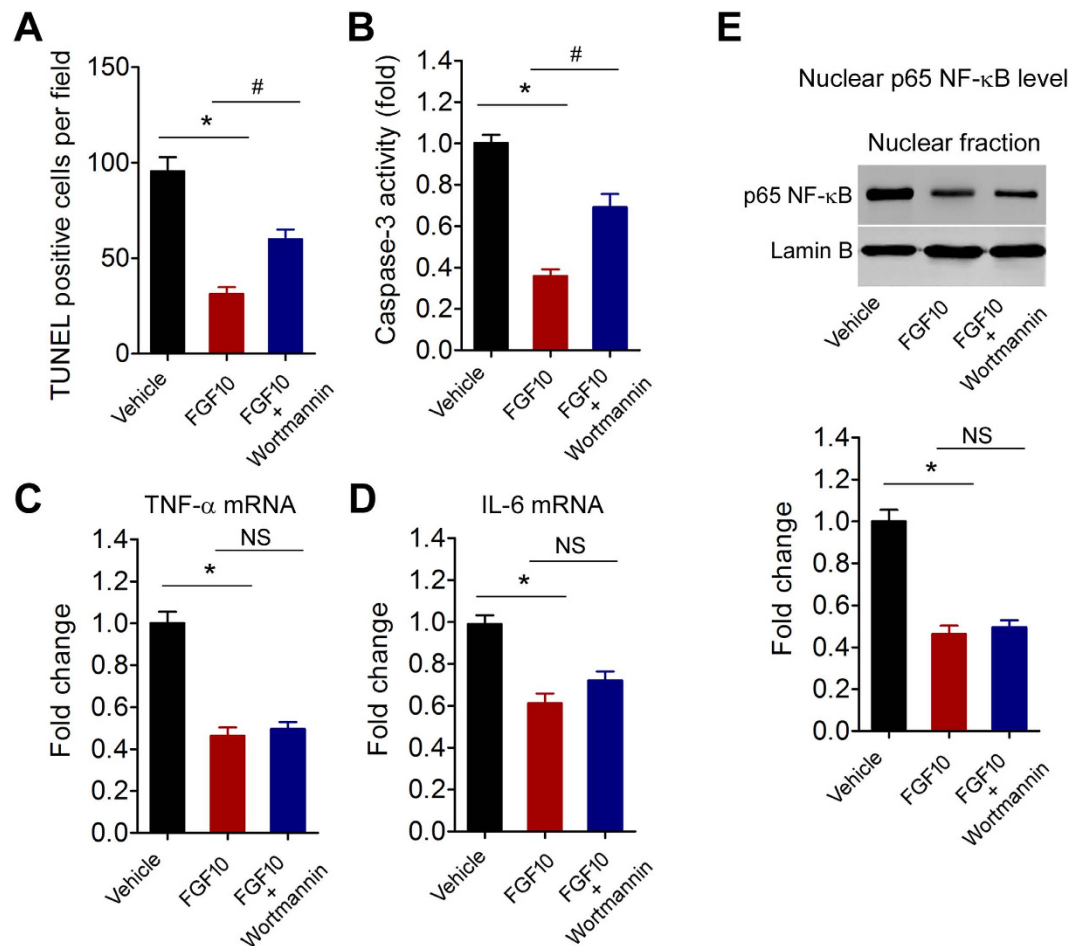 A
TUNEL positive cells per field
150
100
50
0
*
#
Vehicle
FGF10
FGF10
+
Wortmannin
B
Caspase-3 activity (fold)
1.4
1.2
1.0
0.8
0.6
0.4
0.2
0.0
*
#
Vehicle
FGF10
FGF10
+
Wortmannin
C
TNF-α mRNA
Fold change
1.4
1.2
1.0
0.8
0.6
0.4
0.2
0.0
*
NS
Vehicle
FGF10
FGF10
+
Wortmannin
D
IL-6 mRNA
Fold change
1.4
1.2
1.0
0.8
0.6
0.4
0.2
0.0
*
NS
Vehicle
FGF10
FGF10
+
Wortmannin
E
Nuclear p65 NF-κB level
Nuclear fraction
p65 NF-κB
Lamin B
Vehicle
FGF10
FGF10
+
Wortmannin
Fold change
1.4
1.2
1.0
0.8
0.6
0.4
0.2
0.0
*
NS
Vehicle
FGF10
FGF10
+
Wortmannin